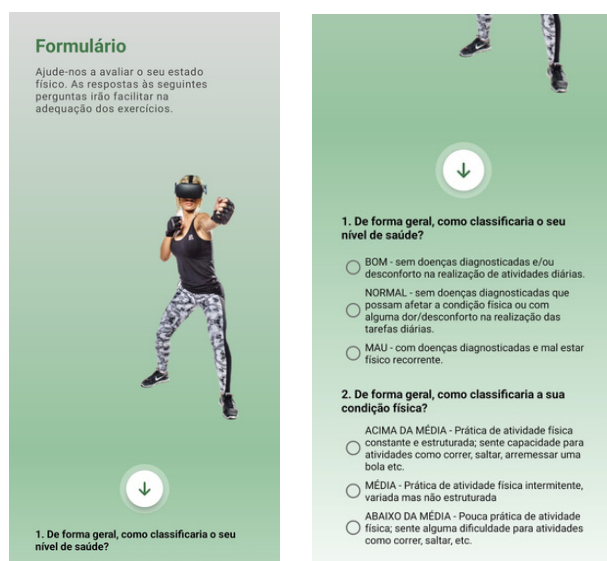 Formulário
Ajude-nos a avaliar o seu estado
físico. As respostas às seguintes
perguntas irão facilitar na
adequação dos exercícios.
1. De forma geral, como classificaria o seu
nível de saúde?
1. De forma geral, como classificaria o seu
nível de saúde?
BOM - sem doenças diagnosticadas e/ou
desconforto na realização de atividades diárias.
NORMAL - sem doenças diagnosticadas que
possam afetar a condição física ou com
alguma dor/desconforto na realização das
tarefas diárias.
MAU - com doenças diagnosticadas e mal estar
físico recorrente.
2. De forma geral, como classificaria a sua
condição física?
ACIMA DA MÉDIA - Prática de atividade física
constante e estruturada; sente capacidade para
atividades como correr, saltar, arremessar uma
bola etc.
MÉDIA - Prática de atividade física intermitente,
variada mas não estruturada
ABAIXO DA MÉDIA - Pouca prática de atividade
física; sente alguma dificuldade para atividades
como correr, saltar, etc.